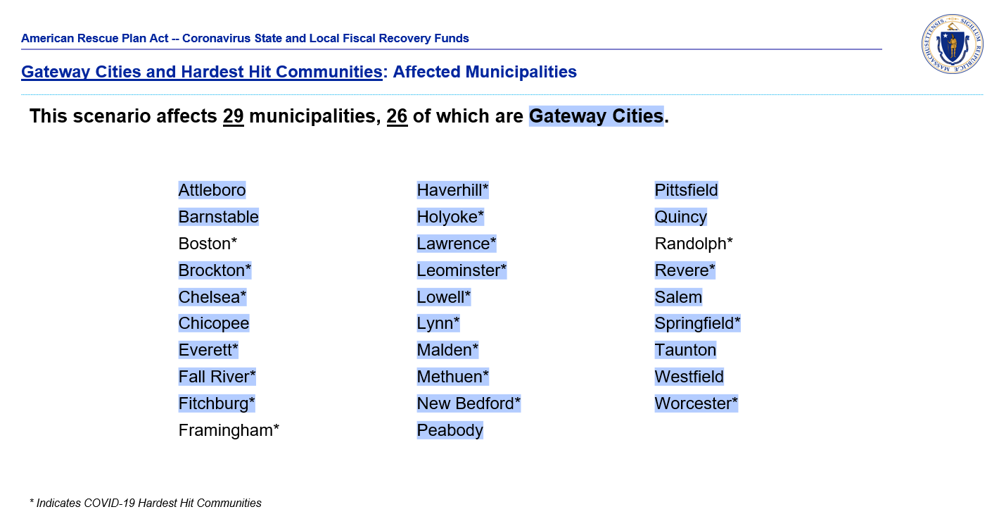 American Rescue Plan Act -- Coronavirus State and Local Fiscal Recovery Funds
Gateway Cities and Hardest Hit Communities: Affected Municipalities
This scenario affects 29 municipalities, 26 of which are Gateway Cities.
Attleboro
Barnstable
Boston*
Brockton*
Chelsea*
Chicopee
Everett*
Fall River*
Fitchburg*
Framingham*
Haverhill*
Holyoke*
Lawrence*
Leominster*
Lowell*
Lynn*
Malden*
Methuen*
New Bedford*
Peabody
Pittsfield
Quincy
Randolph*
Revere*
Salem
Springfield*
Taunton
Westfield
Worcester*
* Indicates COVID-19 Hardest Hit Communities
SIGILLUM REIPUBLICÆ MASSACHUSETTENSIS